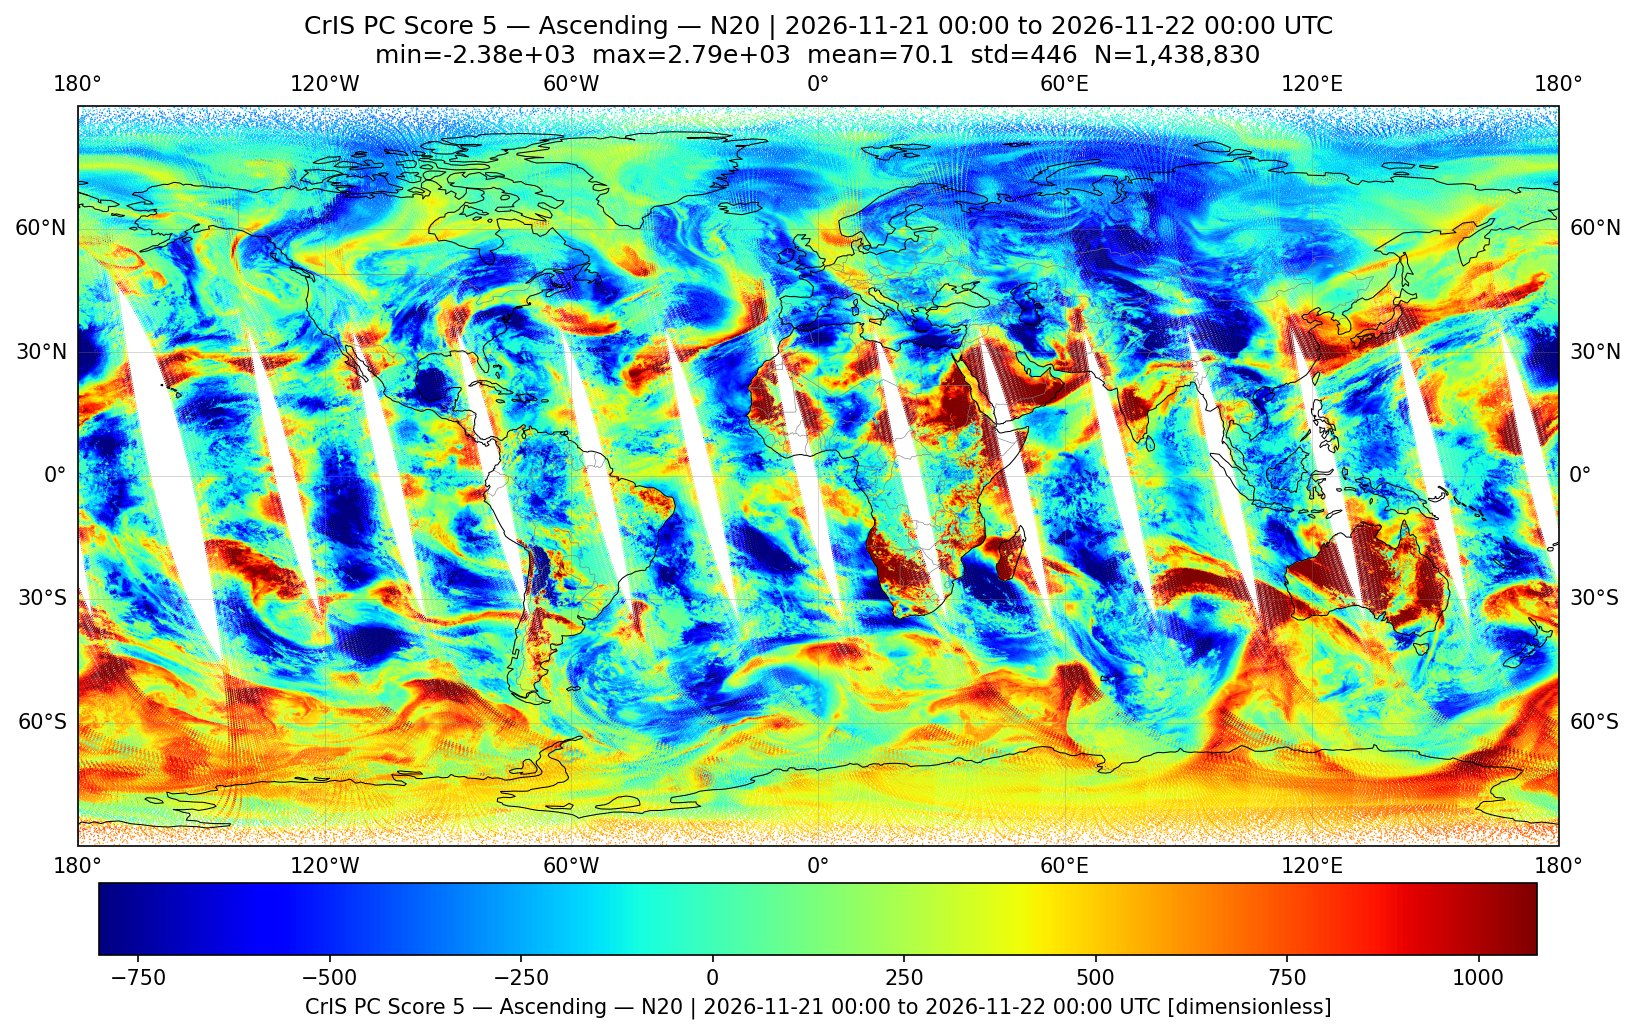 CrIS PC Score 5 — Ascending — N20 | 2026-11-21 00:00 to 2026-11-22 00:00 UTC
min=-2.38e+03 max=2.79e+03 mean=70.1 std=446 N=1,438,830
180° 120°W 60°W 0° 60°E 120°E 180°
60°N 60°N
30°N 30°N
0° 0°
30°S 30°S
60°S 60°S
180° 120°W 60°W 0° 60°E 120°E 180°
−750 −500 −250 0 250 500 750 1000
CrIS PC Score 5 — Ascending — N20 | 2026-11-21 00:00 to 2026-11-22 00:00 UTC [dimensionless]